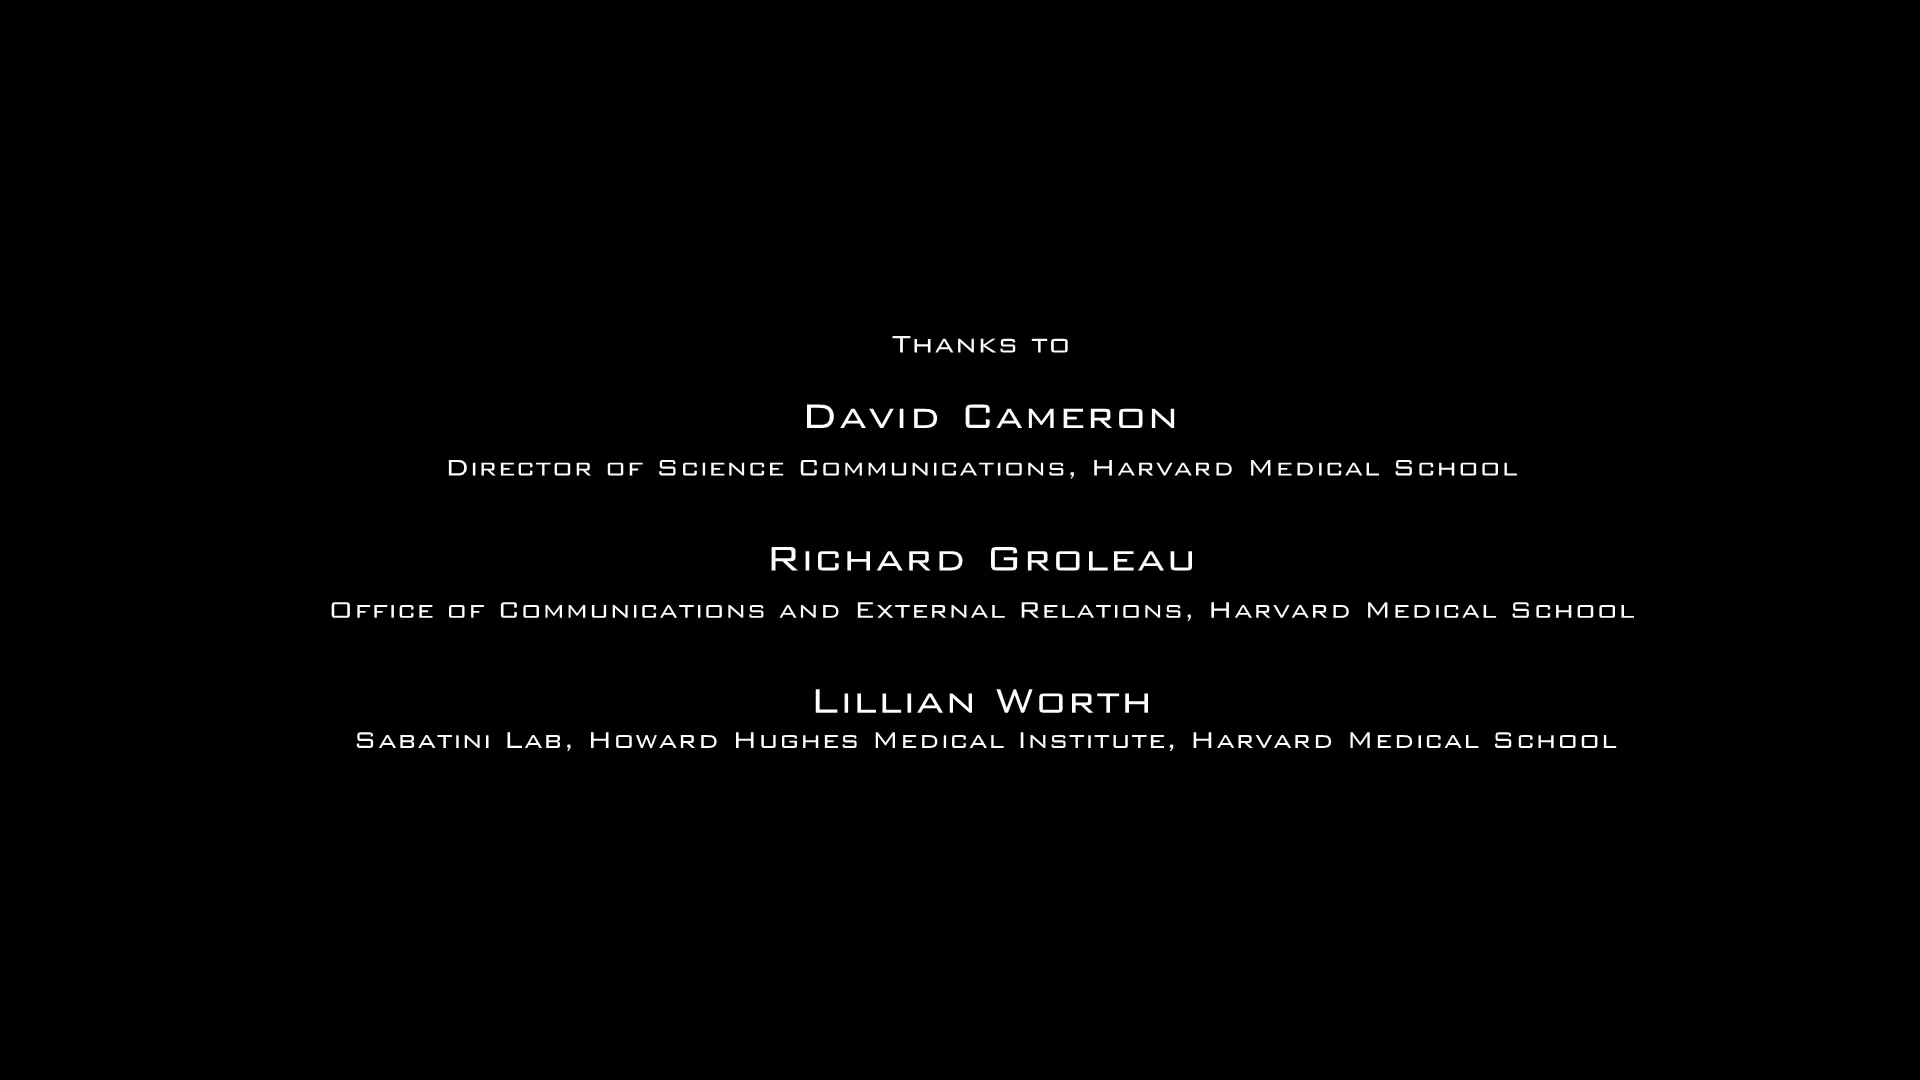 Thanks to
David Cameron
Director of Science Communications, Harvard Medical School
Richard Groleau
Office of Communications and External Relations, Harvard Medical School
Lillian Worth
Sabatini Lab, Howard Hughes Medical Institute, Harvard Medical School